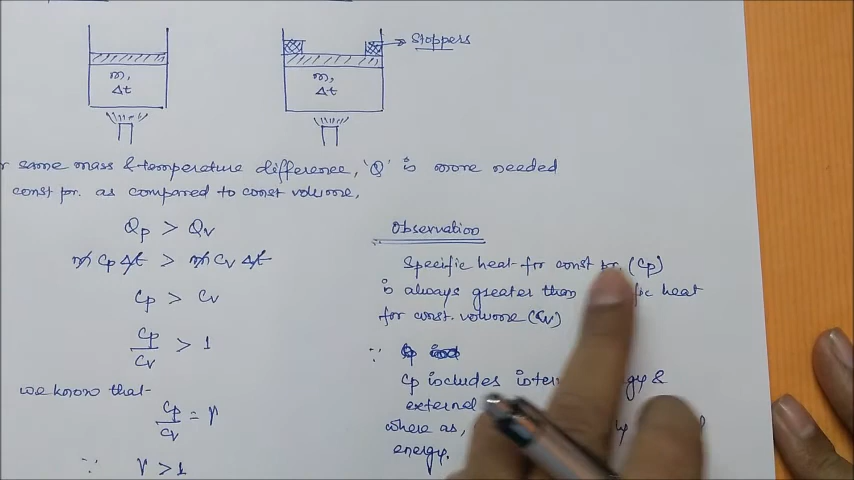 Stoppers
m,
Δt
m,
Δt
r same mass & temperature difference, 'Q' is more needed
const pr. as compared to const volume.
Qp > Qv
m Cp Δt > m Cv Δt
Cp > Cv
Cp/Cv > 1
we know that-
Cp/Cv = γ
∵ γ > 1
Observation
Specific heat for const pr. (Cp)
is always greater than heat
for const. volume (Cv)
∵
Cp includes &
external
where as,
energy.